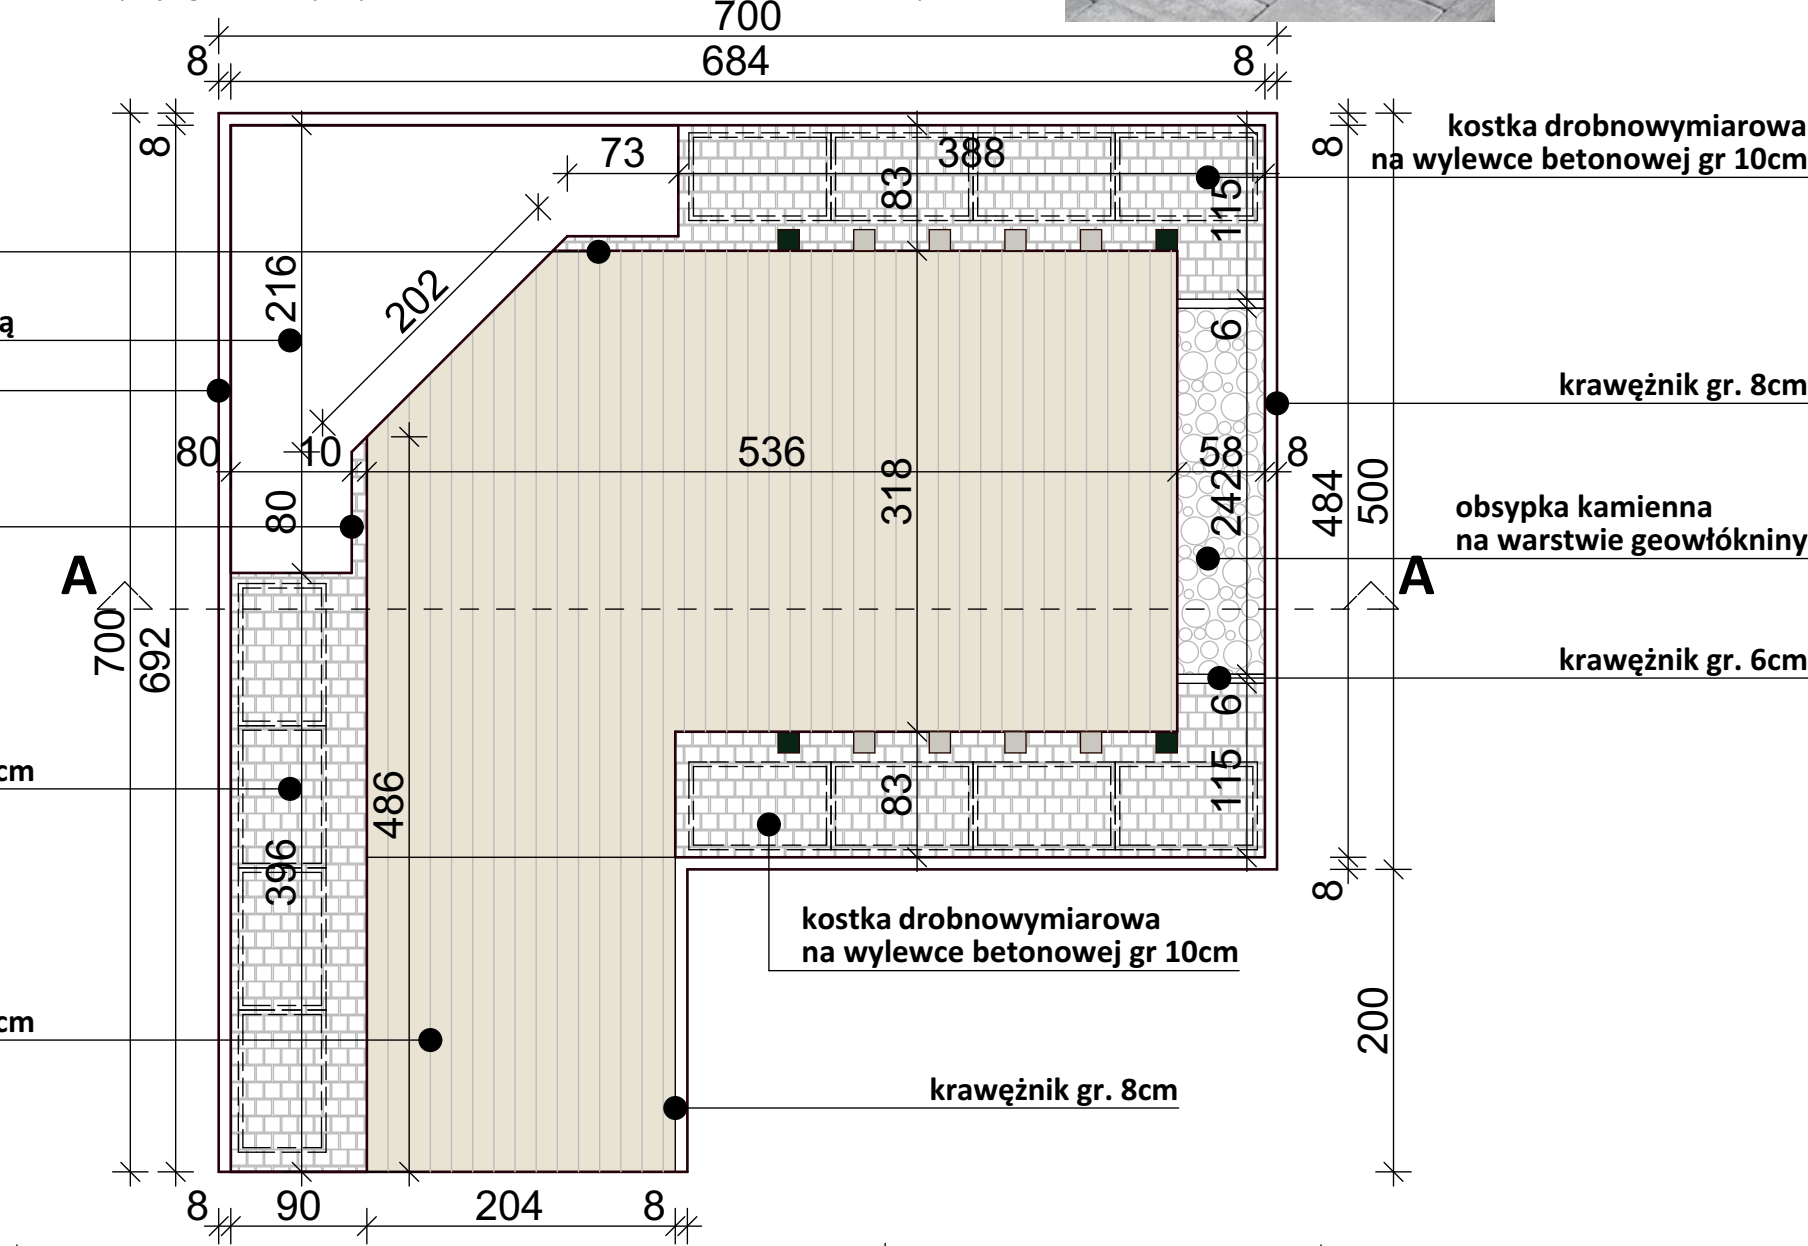 700
8
684
8
8
73
388
8
kostka drobnowymiarowa
na wylewce betonowej gr 10cm
83
115
216
202
6
ą
krawężnik gr. 8cm
80
10
536
58
8
318
242
484
500
80
obsypka kamienna
na warstwie geowłókniny
A
A
700
692
krawężnik gr. 6cm
6
cm
486
83
115
396
8
kostka drobnowymiarowa
na wylewce betonowej gr 10cm
cm
200
krawężnik gr. 8cm
8
90
204
8